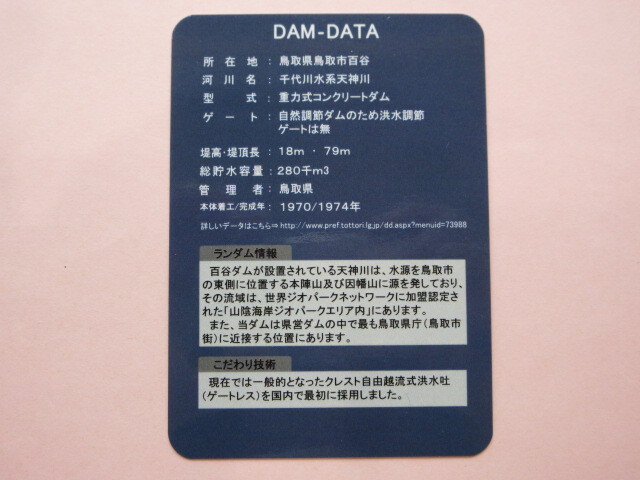 DAM-DATA
所在地：鳥取県鳥取市百谷
河川名：千代川水系天神川
型式：重力式コンクリートダム
ゲート：自然調節ダムのため洪水調節
ゲートは無
堤高・堤頂長：18m・79m
総貯水容量：280千m3
管理者：鳥取県
本体着工/完成年：1970/1974年
詳しいデータはこちら⇒http://www.pref.tottori.lg.jp/dd.aspx?menuid=73988
ランダム情報
百谷ダムが設置されている天神川は、水源を鳥取市
の東側に位置する本陣山及び因幡山に源を発しており、
その流域は、世界ジオパークネットワークに加盟認定さ
れた「山陰海岸ジオパークエリア内」にあります。
また、当ダムは県営ダムの中で最も鳥取県庁(鳥取市
街)に近接する位置にあります。
こだわり技術
現在では一般的となったクレスト自由越流式洪水吐
(ゲートレス)を国内で最初に採用しました。